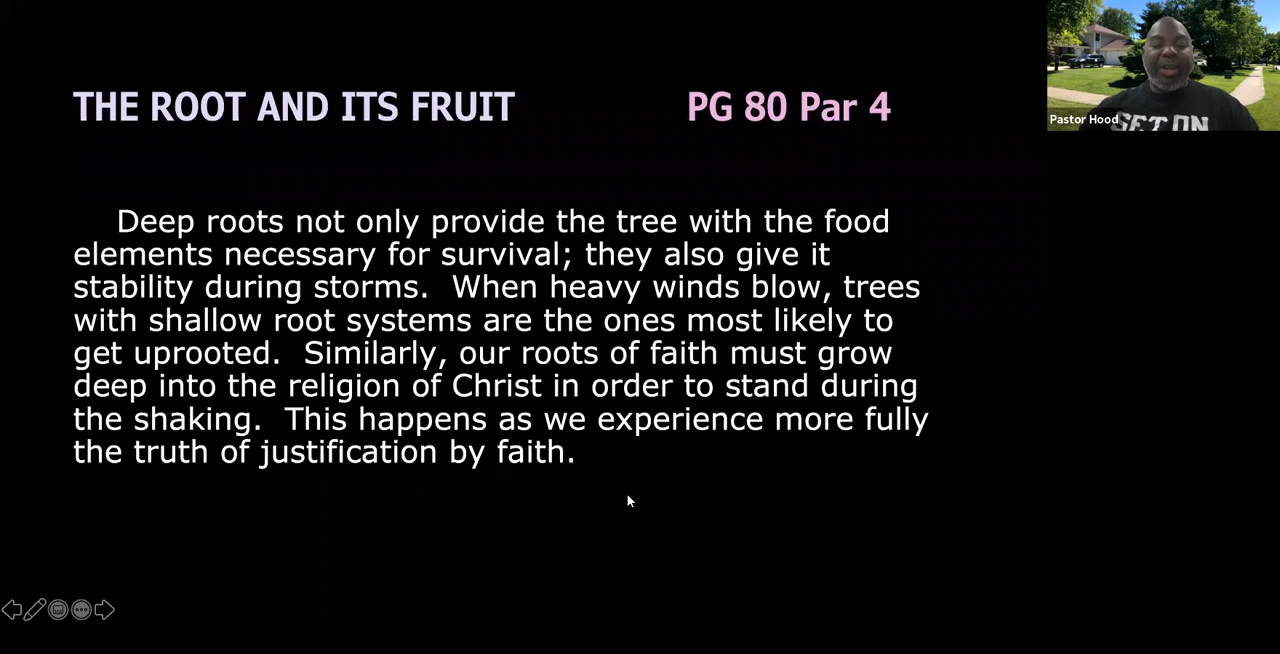 THE ROOT AND ITS FRUIT PG 80 Par 4
Deep roots not only provide the tree with the food
elements necessary for survival; they also give it
stability during storms.  When heavy winds blow, trees
with shallow root systems are the ones most likely to
get uprooted.  Similarly, our roots of faith must grow
deep into the religion of Christ in order to stand during
the shaking.  This happens as we experience more fully
the truth of justification by faith.
Pastor Hood
SET ON